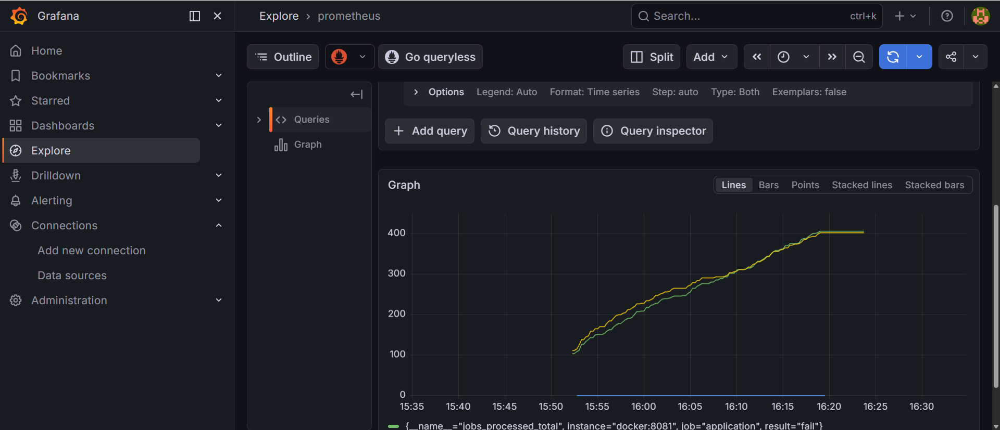 Grafana
Explore › prometheus
Search... ctrl+k
Home
Bookmarks
Starred
Dashboards
Explore
Drilldown
Alerting
Connections
Add new connection
Data sources
Administration
Outline
Go queryless
Split
Add
Queries
Graph
Options Legend: Auto Format: Time series Step: auto Type: Both Exemplars: false
Add query
Query history
Query inspector
Graph
Lines Bars Points Stacked lines Stacked bars
400
300
200
100
0
15:35 15:40 15:45 15:50 15:55 16:00 16:05 16:10 16:15 16:20 16:25 16:30
{__name__="jobs_processed_total", instance="docker:8081", job="application", result="fail"}